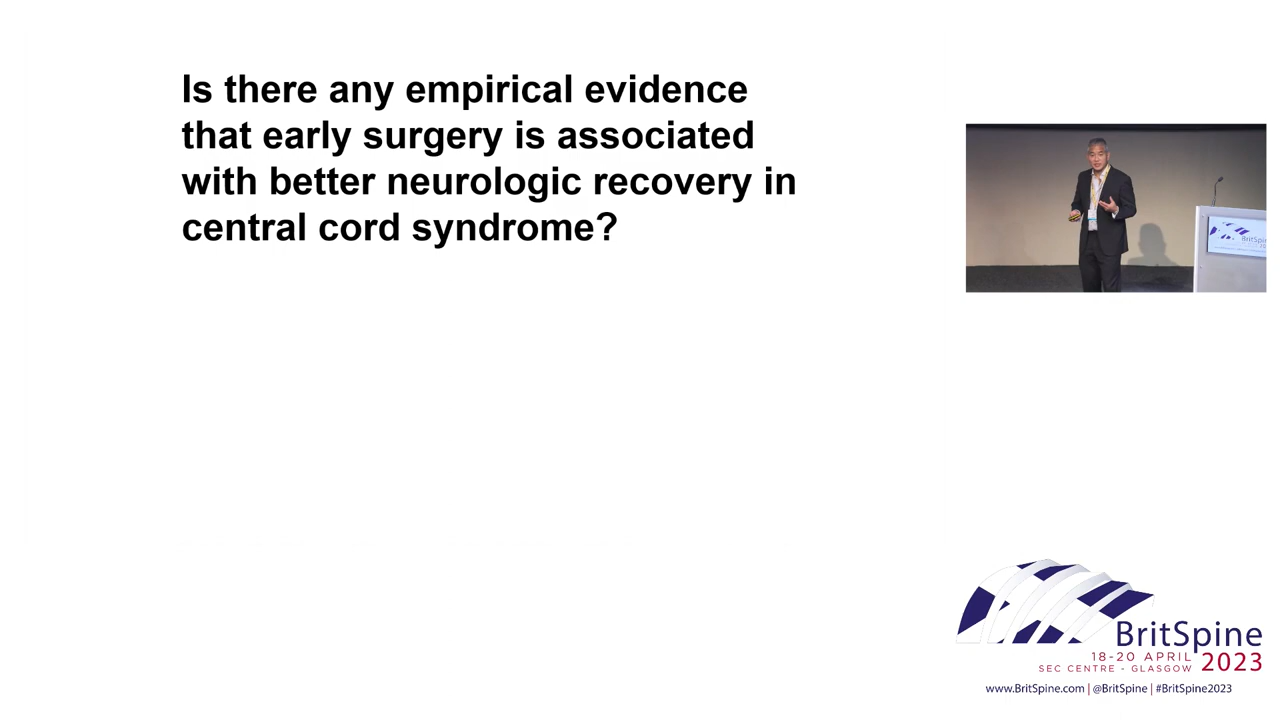 Is there any empirical evidence
that early surgery is associated
with better neurologic recovery in
central cord syndrome?
BritSpine
18-20 APRIL 2023
SEC CENTRE - GLASGOW
www.BritSpine.com | @BritSpine | #BritSpine2023